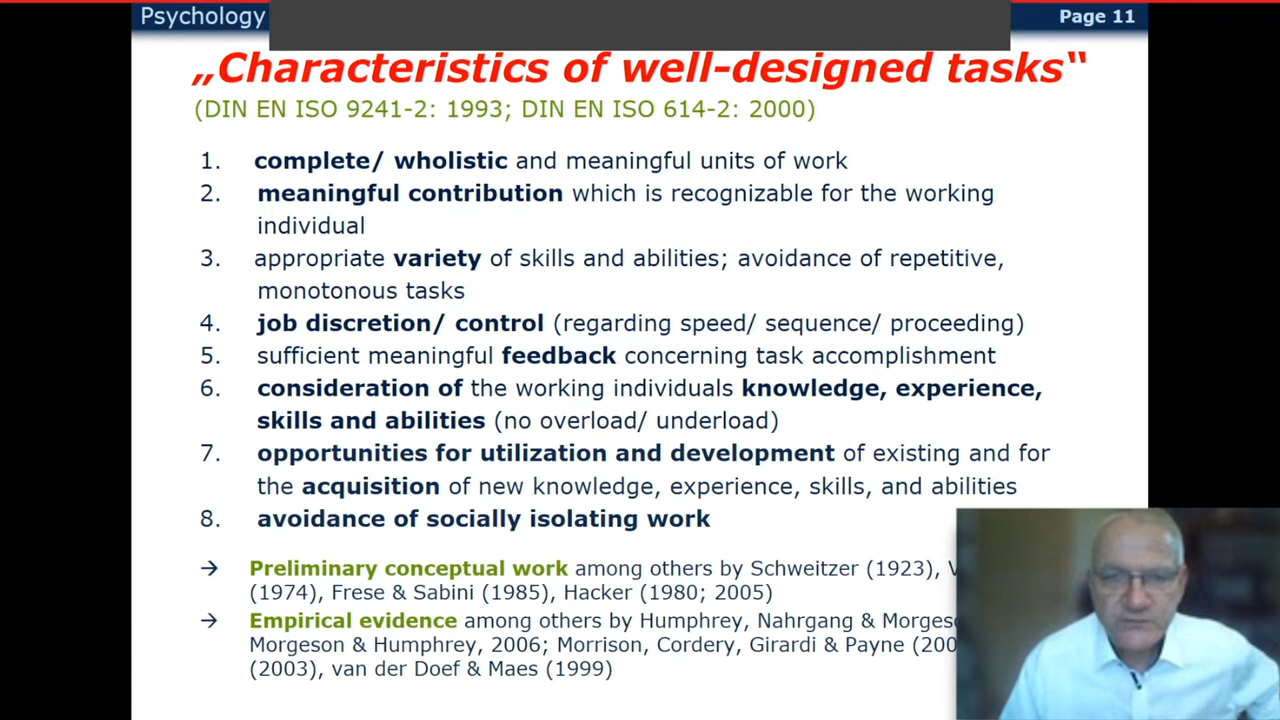 Psychology
Page 11
„Characteristics of well-designed tasks“
(DIN EN ISO 9241-2: 1993; DIN EN ISO 614-2: 2000)
1. complete/ wholistic and meaningful units of work
2. meaningful contribution which is recognizable for the working
individual
3. appropriate variety of skills and abilities; avoidance of repetitive,
monotonous tasks
4. job discretion/ control (regarding speed/ sequence/ proceeding)
5. sufficient meaningful feedback concerning task accomplishment
6. consideration of the working individuals knowledge, experience,
skills and abilities (no overload/ underload)
7. opportunities for utilization and development of existing and for
the acquisition of new knowledge, experience, skills, and abilities
8. avoidance of socially isolating work
→ Preliminary conceptual work among others by Schweitzer (1923),
(1974), Frese & Sabini (1985), Hacker (1980; 2005)
→ Empirical evidence among others by Humphrey, Nahrgang &
Morgeson & Humphrey, 2006; Morrison, Cordery, Girardi & Payne
(2003), van der Doef & Maes (1999)